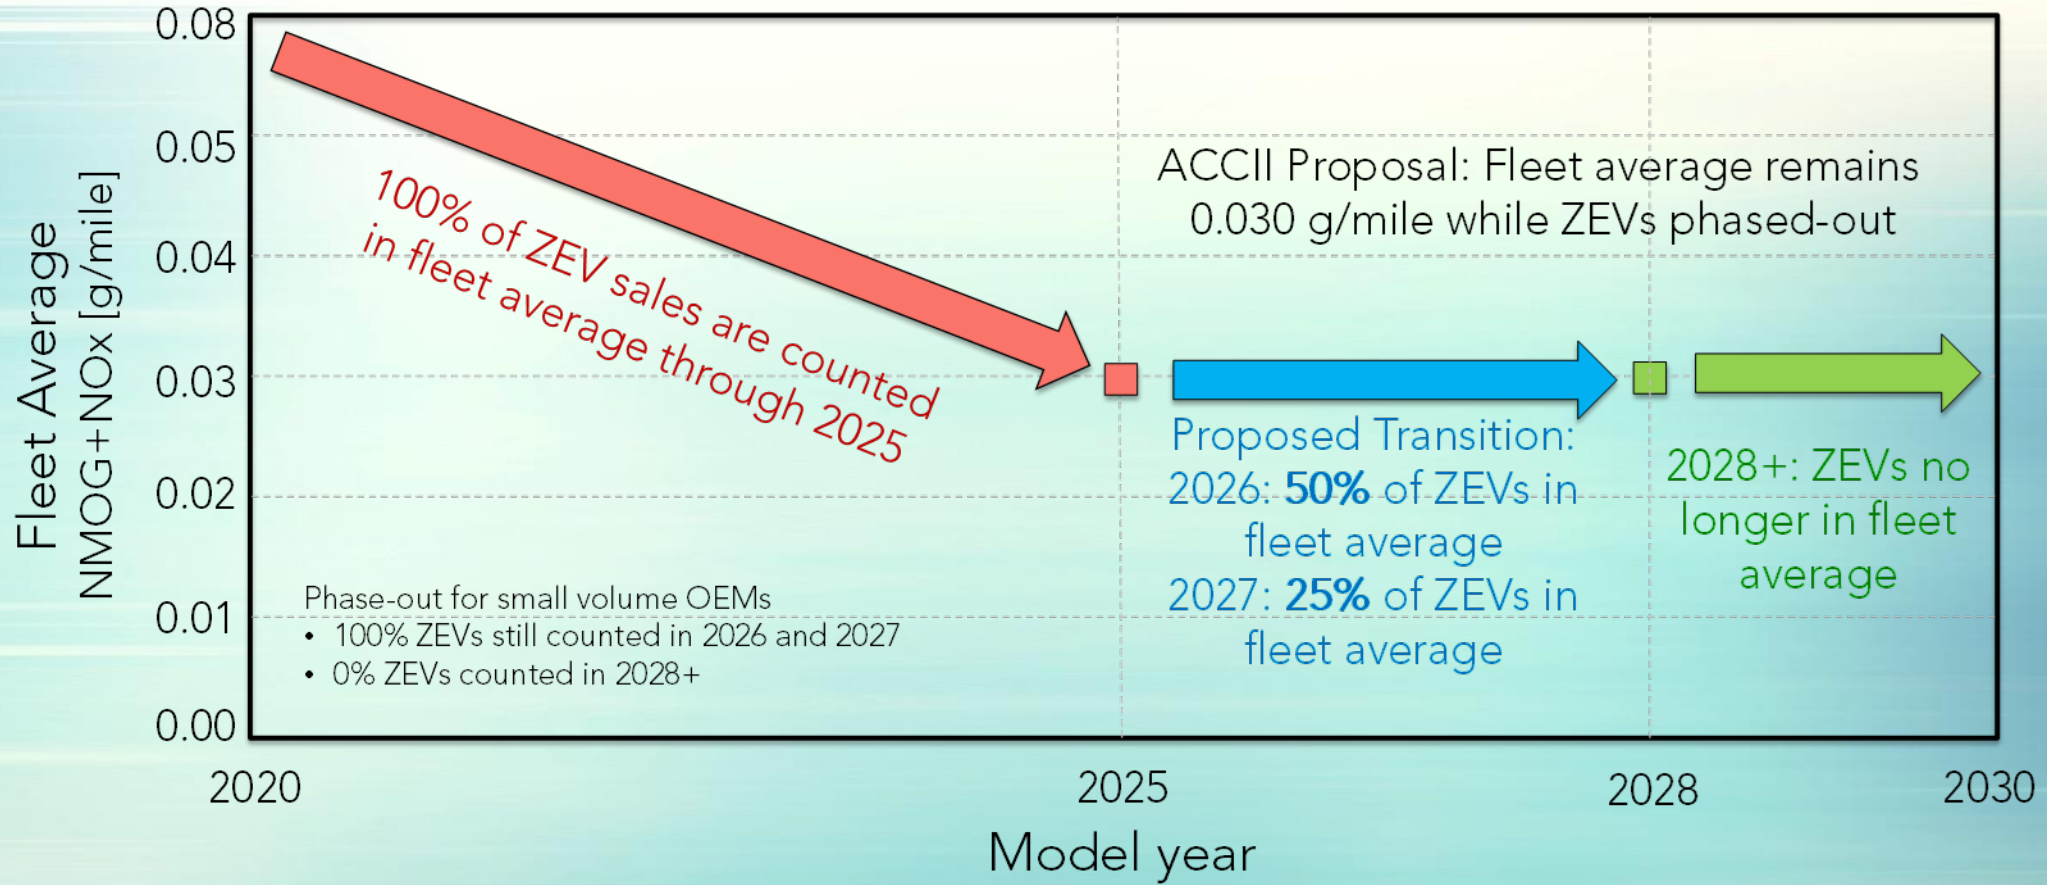 0.08
0.05
0.04
0.03
0.02
0.01
0.00
Fleet Average
NMOG+NOx [g/mile]
100% of ZEV sales are counted
in fleet average through 2025
ACCII Proposal: Fleet average remains
0.030 g/mile while ZEVs phased-out
Proposed Transition:
2026: 50% of ZEVs in
fleet average
2027: 25% of ZEVs in
fleet average
2028+: ZEVs no
longer in fleet
average
Phase-out for small volume OEMs
• 100% ZEVs still counted in 2026 and 2027
• 0% ZEVs counted in 2028+
2020
2025
2028
2030
Model year